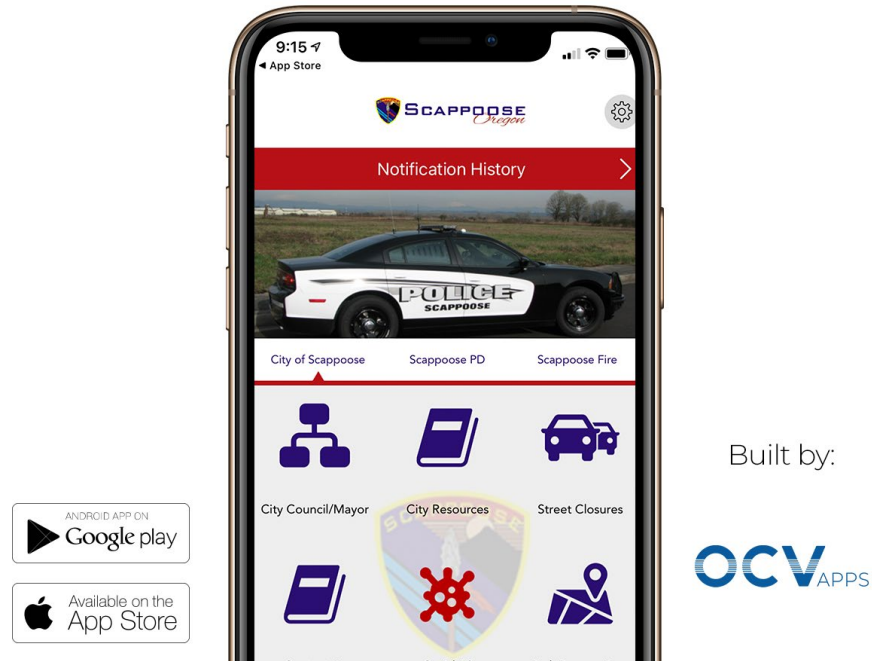 9:15
App Store
SCAPPOOSE
Oregon
Notification History
POLICE
SCAPPOOSE
City of Scappoose
Scappoose PD
Scappoose Fire
City Council/Mayor
City Resources
Street Closures
SCAPPOOSE
ANDROID APP ON
Google play
Available on the
App Store
Built by:
OCV APPS